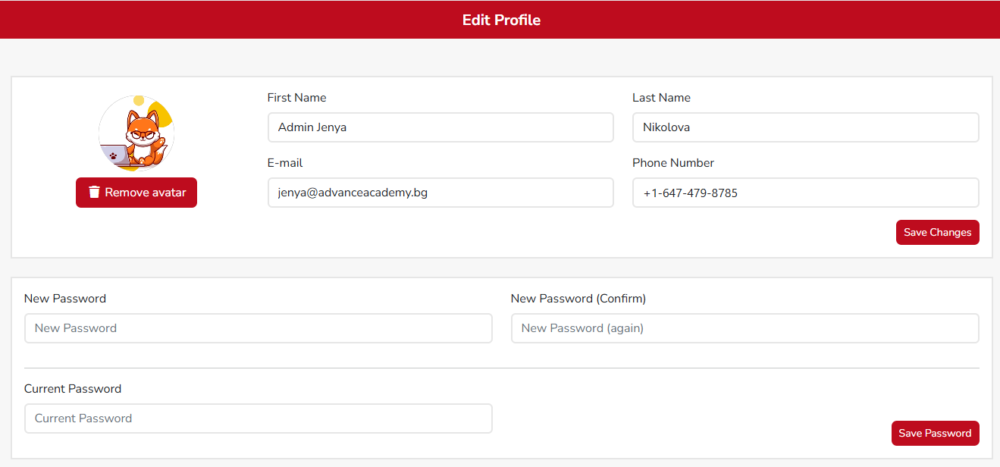 Edit Profile
First Name
Last Name
Admin Jenya
Nikolova
E-mail
Phone Number
Remove avatar
jenya@advanceacademy.bg
+1-647-479-8785
Save Changes
New Password
New Password (Confirm)
New Password
New Password (again)
Current Password
Current Password
Save Password